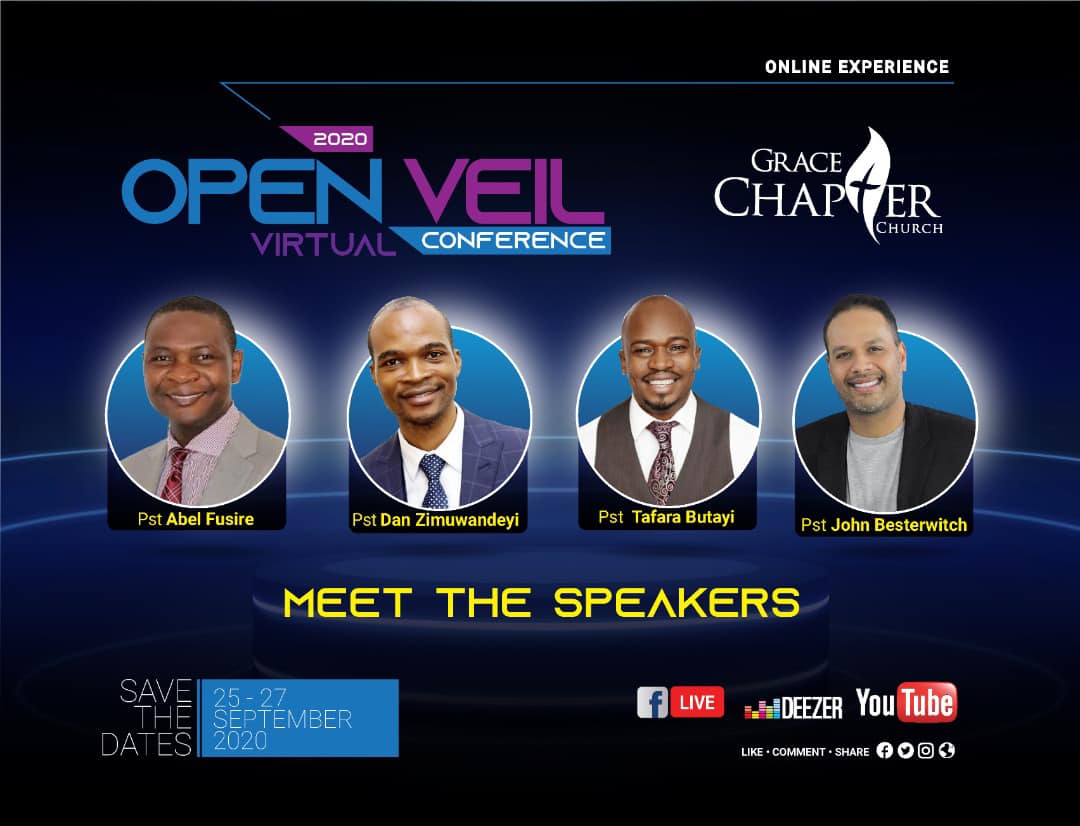 ONLINE EXPERIENCE
2020
OPEN VEIL
VIRTUAL CONFERENCE
GRACE
CHAPTER
CHURCH
Pst Abel Fusire
Pst Dan Zimuwandeyi
Pst Tafara Butayi
Pst John Besterwitch
MEET THE SPEAKERS
SAVE
THE
DATES
25 - 27
SEPTEMBER
2020
f LIVE
DEEZER
YouTube
LIKE • COMMENT • SHARE